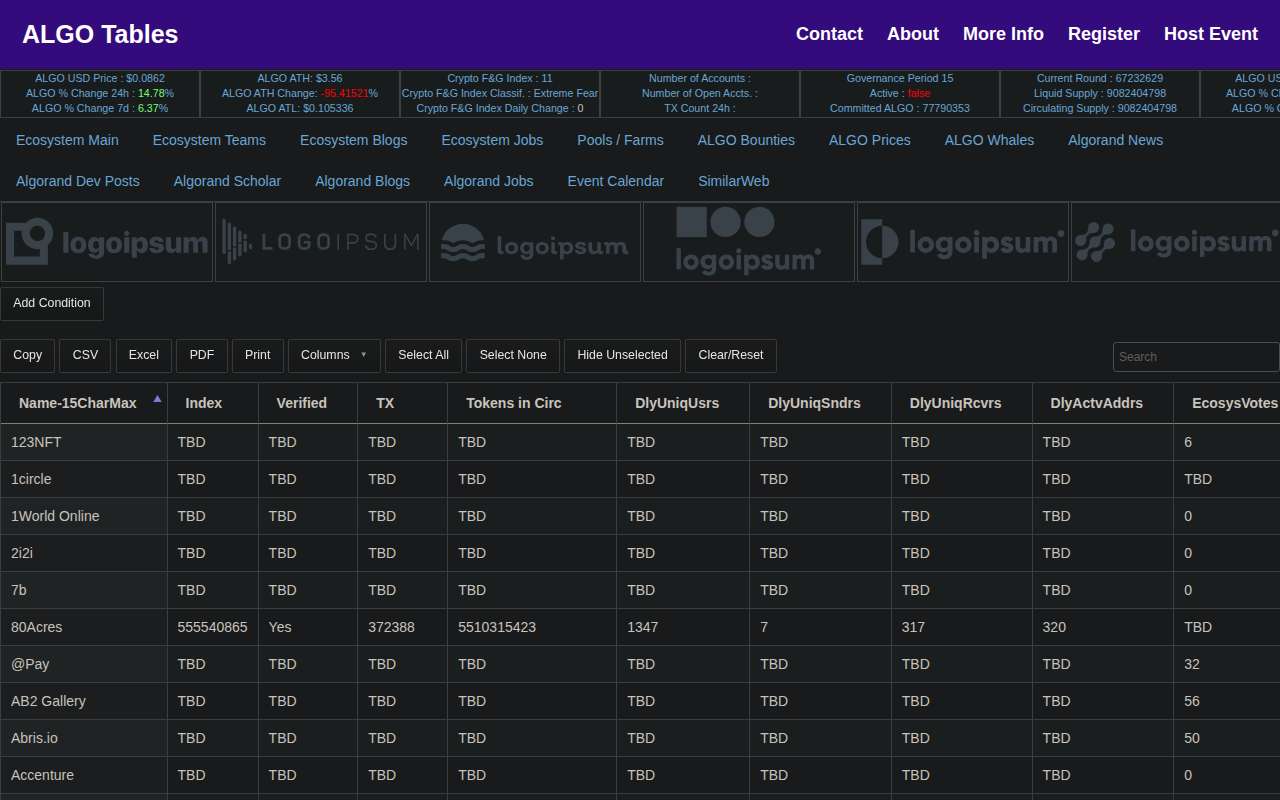 ALGO Tables Contact About More Info Register Host Event
ALGO USD Price : $0.0862
ALGO % Change 24h : 14.78%
ALGO % Change 7d : 6.37%
ALGO ATH: $3.56
ALGO ATH Change: -95.41521%
ALGO ATL: $0.105336
Crypto F&G Index : 11
Crypto F&G Index Classif. : Extreme Fear
Crypto F&G Index Daily Change : 0
Number of Accounts :
Number of Open Accts. :
TX Count 24h :
Governance Period 15
Active : false
Committed ALGO : 77790353
Current Round : 67232629
Liquid Supply : 9082404798
Circulating Supply : 9082404798
ALGO US
ALGO % C
ALGO %
Ecosystem Main Ecosystem Teams Ecosystem Blogs Ecosystem Jobs Pools / Farms ALGO Bounties ALGO Prices ALGO Whales Algorand News
Algorand Dev Posts Algorand Scholar Algorand Blogs Algorand Jobs Event Calendar SimilarWeb
logoipsum LOGOIPSUM logoipsum logoipsum logoipsum logoipsum
Add Condition
Copy CSV Excel PDF Print Columns ▼ Select All Select None Hide Unselected Clear/Reset Search
Name-15CharMax Index Verified TX Tokens in Circ DlyUniqUsrs DlyUniqSndrs DlyUniqRcvrs DlyActvAddrs EcosysVotes
123NFT TBD TBD TBD TBD TBD TBD TBD TBD 6
1circle TBD TBD TBD TBD TBD TBD TBD TBD TBD
1World Online TBD TBD TBD TBD TBD TBD TBD TBD 0
2i2i TBD TBD TBD TBD TBD TBD TBD TBD 0
7b TBD TBD TBD TBD TBD TBD TBD TBD 0
80Acres 555540865 Yes 372388 5510315423 1347 7 317 320 TBD
@Pay TBD TBD TBD TBD TBD TBD TBD TBD 32
AB2 Gallery TBD TBD TBD TBD TBD TBD TBD TBD 56
Abris.io TBD TBD TBD TBD TBD TBD TBD TBD 50
Accenture TBD TBD TBD TBD TBD TBD TBD TBD 0